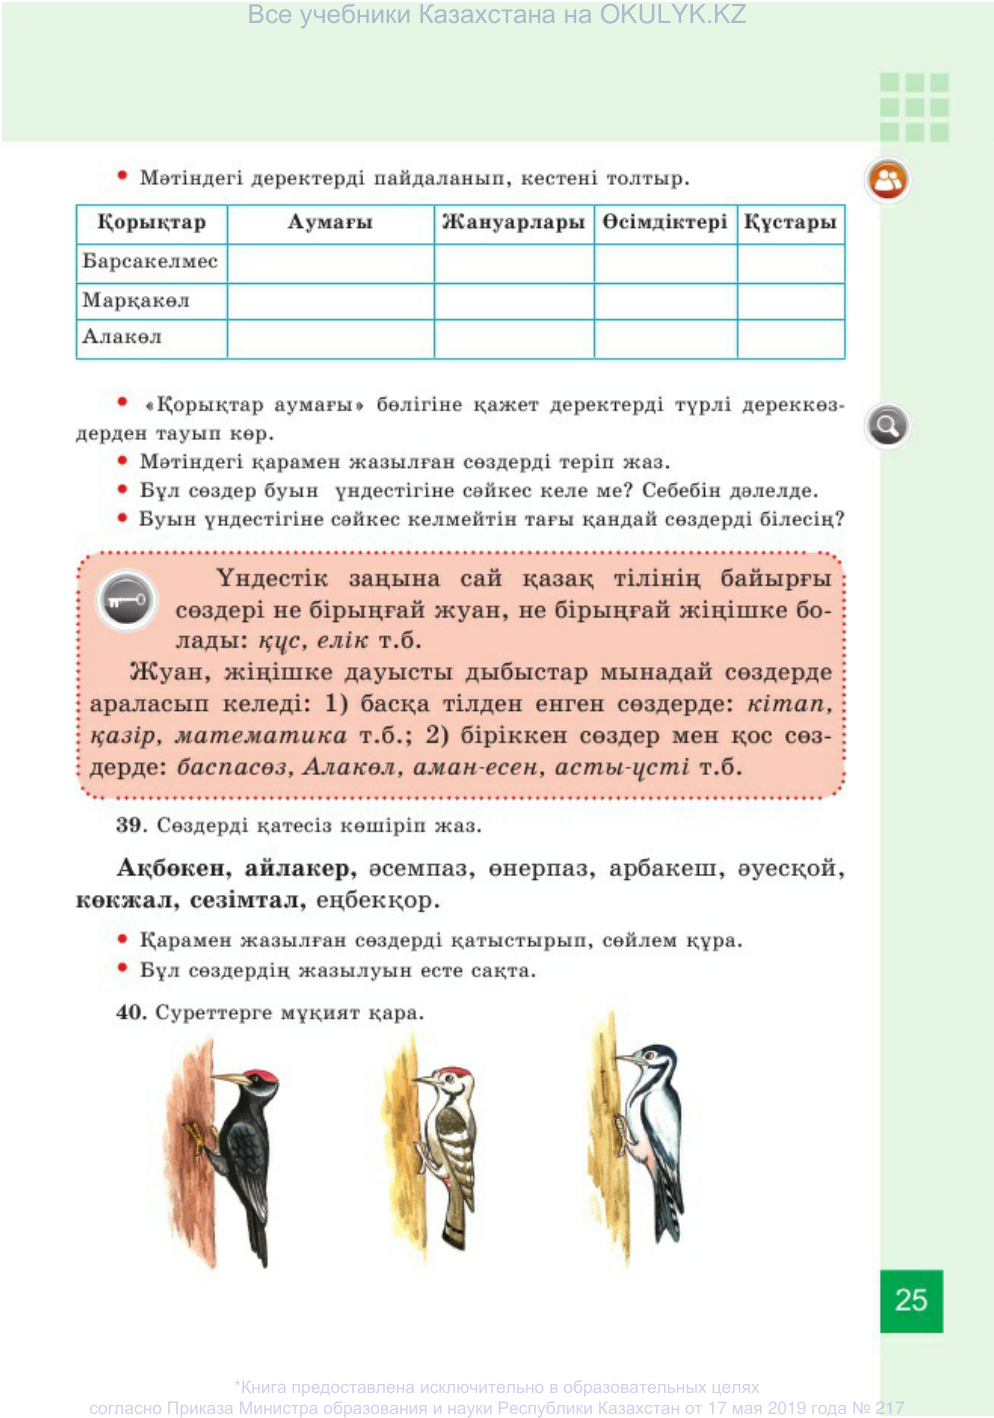 Все учебники Казахстана на OKULYK.KZ
• Мәтіндегі деректерді пайдаланып, кестені толтыр.
Қорықтар Аумағы Жануарлары Өсімдіктері Құстары
Барсакелмес
Марқакөл
Алакөл
• «Қорықтар аумағы» бөлігіне қажет деректерді түрлі дереккөз-
дерден тауып көр.
• Мәтіндегі қарамен жазылған сөздерді теріп жаз.
• Бұл сөздер буын үндестігіне сәйкес келе ме? Себебін дәлелде.
• Буын үндестігіне сәйкес келмейтін тағы қандай сөздерді білесің?
Үндестік заңына сай қазақ тілінің байырғы
сөздері не бірыңғай жуан, не бірыңғай жіңішке бо-
лады: құс, елік т.б.
Жуан, жіңішке дауысты дыбыстар мынадай сөздерде
араласып келеді: 1) басқа тілден енген сөздерде: кітап,
қазір, математика т.б.; 2) біріккен сөздер мен қос сөз-
дерде: баспасөз, Алакөл, аман-есен, асты-үсті т.б.
39. Сөздерді қатесіз көшіріп жаз.
Ақбөкен, айлакер, әсемпаз, өнерпаз, арбакеш, әуесқой,
көкжал, сезімтал, еңбекқор.
• Қарамен жазылған сөздерді қатыстырып, сөйлем құра.
• Бұл сөздердің жазылуын есте сақта.
40. Суреттерге мұқият қара.
25
*Книга предоставлена исключительно в образовательных целях
согласно Приказа Министра образования и науки Республики Казахстан от 17 мая 2019 года № 217